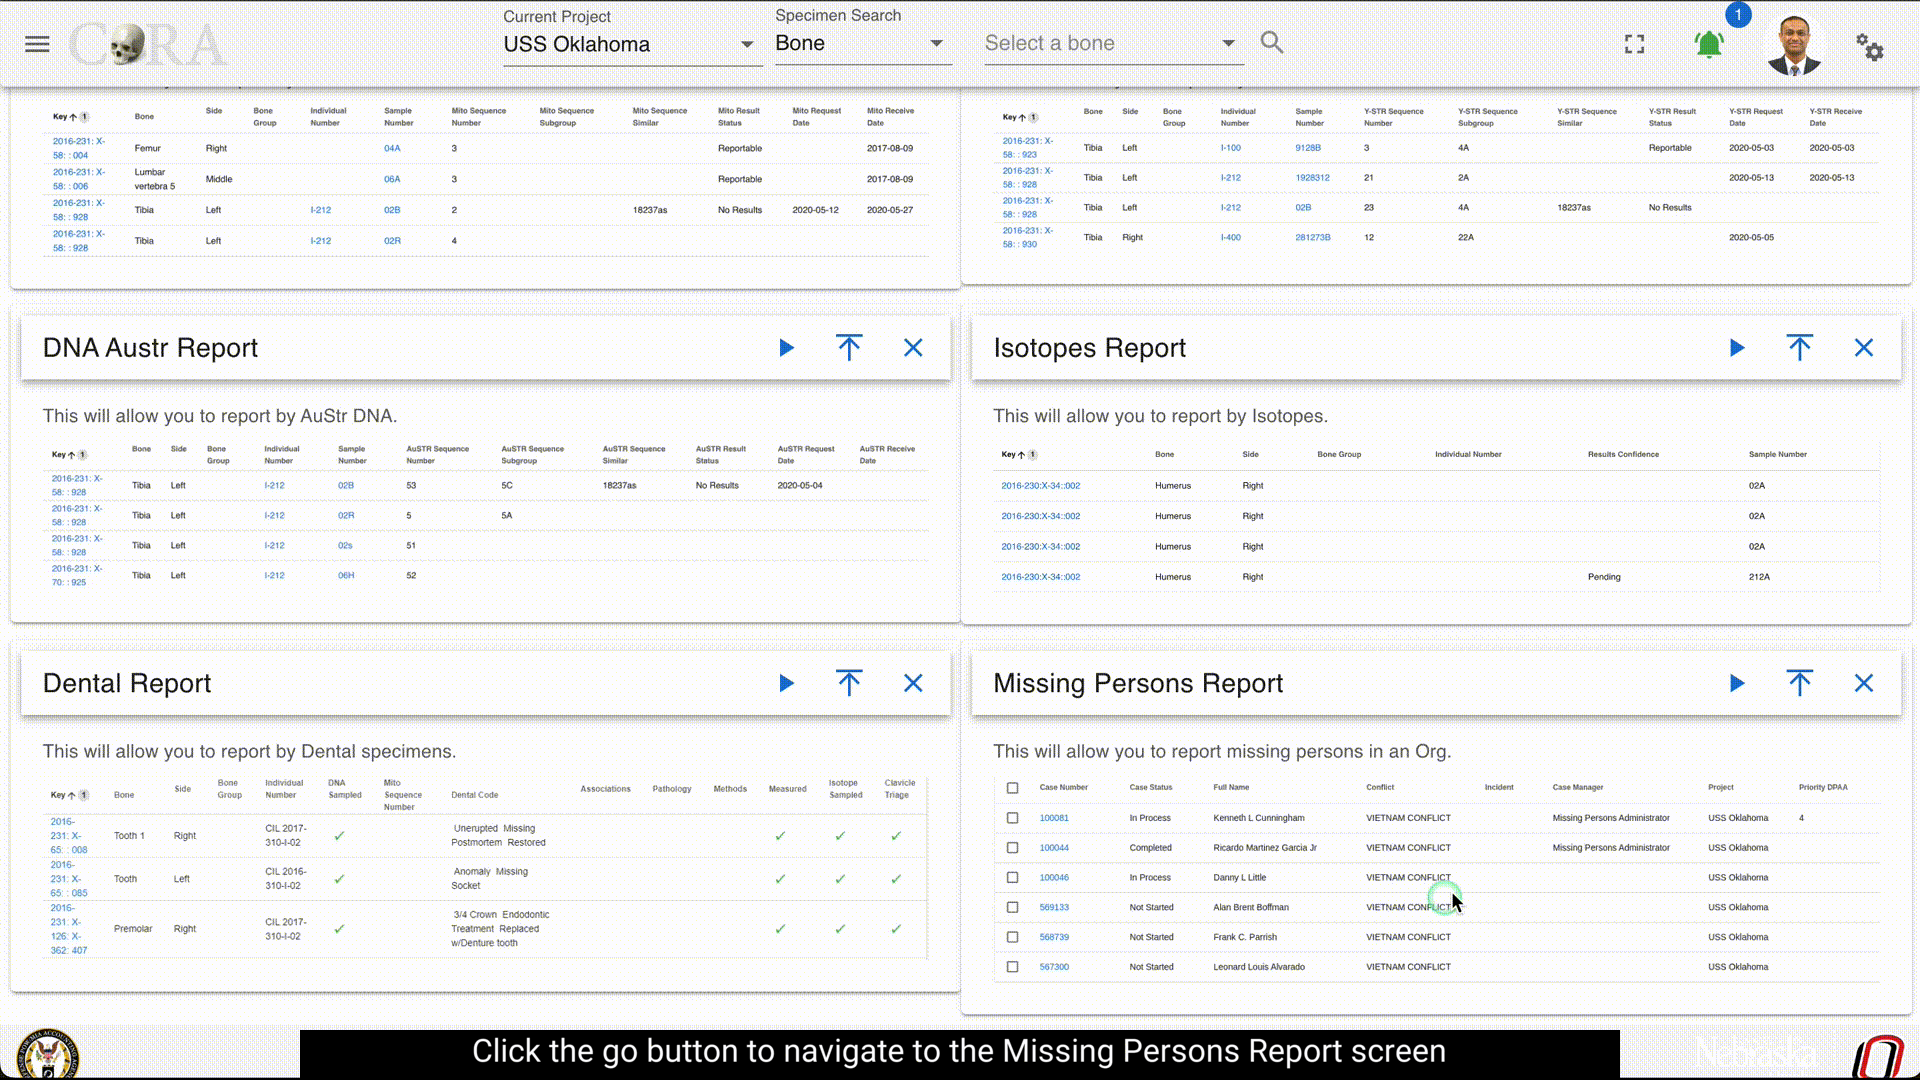 Current Project
USS Oklahoma
Specimen Search
Bone
Select a bone
1
CORA
Key 1 Bone Side Bone Group Individual Number Sample Number Mito Sequence Number Mito Sequence Subgroup Mito Sequence Similar Mito Result Status Mito Request Date Mito Receive Date
2016-231: X-58: : 004 Femur Right 04A 3 Reportable 2017-08-09
2016-231: X-58: : 006 Lumbar vertebra 5 Middle 06A 3 Reportable 2017-08-09
2016-231: X-58: : 928 Tibia Left I-212 02B 2 18237as No Results 2020-05-12 2020-05-27
2016-231: X-58: : 928 Tibia Left I-212 02R 4
Key 1 Bone Side Bone Group Individual Number Sample Number Y-STR Sequence Number Y-STR Sequence Subgroup Y-STR Sequence Similar Y-STR Result Status Y-STR Request Date Y-STR Receive Date
2016-231: X-58: : 923 Tibia Left I-100 9128B 3 4A Reportable 2020-05-03 2020-05-03
2016-231: X-58: : 928 Tibia Left I-212 1928312 21 2A 2020-05-13 2020-05-13
2016-231: X-58: : 928 Tibia Left I-212 02B 23 4A 18237as No Results
2016-231: X-58: : 930 Tibia Right I-400 281273B 12 22A 2020-05-05
DNA Austr Report
This will allow you to report by AuStr DNA.
Key 1 Bone Side Bone Group Individual Number Sample Number AuSTR Sequence Number AuSTR Sequence Subgroup AuSTR Sequence Similar AuSTR Result Status AuSTR Request Date AuSTR Receive Date
2016-231: X-58: : 928 Tibia Left I-212 02B 53 5C 18237as No Results 2020-05-04
2016-231: X-58: : 928 Tibia Left I-212 02R 5 5A
2016-231: X-58: : 928 Tibia Left I-212 02s 51
2016-231: X-70: : 925 Tibia Left I-212 06H 52
Isotopes Report
This will allow you to report by Isotopes.
Key 1 Bone Side Bone Group Individual Number Results Confidence Sample Number
2016-230:X-34::002 Humerus Right 02A
2016-230:X-34::002 Humerus Right 02A
2016-230:X-34::002 Humerus Right 02A
2016-230:X-34::002 Humerus Right Pending 212A
Dental Report
This will allow you to report by Dental specimens.
Key 1 Bone Side Bone Group Individual Number DNA Sampled Mito Sequence Number Dental Code Associations Pathology Methods Measured Isotope Sampled Clavicle Triage
2016-231: X-65: : 008 Tooth 1 Right CIL 2017-310-I-02 ✓ Unerupted Missing Postmortem Restored ✓ ✓ ✓
2016-231: X-65: : 085 Tooth Left CIL 2016-310-I-02 ✓ Anomaly Missing Socket ✓ ✓ ✓
2016-231: X-126: X-362: 407 Premolar Right CIL 2017-310-I-02 ✓ 3/4 Crown Endodontic Treatment Replaced w/Denture tooth ✓ ✓ ✓
Missing Persons Report
This will allow you to report missing persons in an Org.
Case Number Case Status Full Name Conflict Incident Case Manager Project Priority DPAA
100081 In Process Kenneth L Cunningham VIETNAM CONFLICT Missing Persons Administrator USS Oklahoma 4
100044 Completed Ricardo Martinez Garcia Jr VIETNAM CONFLICT Missing Persons Administrator USS Oklahoma
100046 In Process Danny L Little VIETNAM CONFLICT USS Oklahoma
569133 Not Started Alan Brent Boffman VIETNAM CONFLICT USS Oklahoma
568739 Not Started Frank C. Parrish VIETNAM CONFLICT USS Oklahoma
567300 Not Started Leonard Louis Alvarado VIETNAM CONFLICT USS Oklahoma
Click the go button to navigate to the Missing Persons Report screen
Nebraska